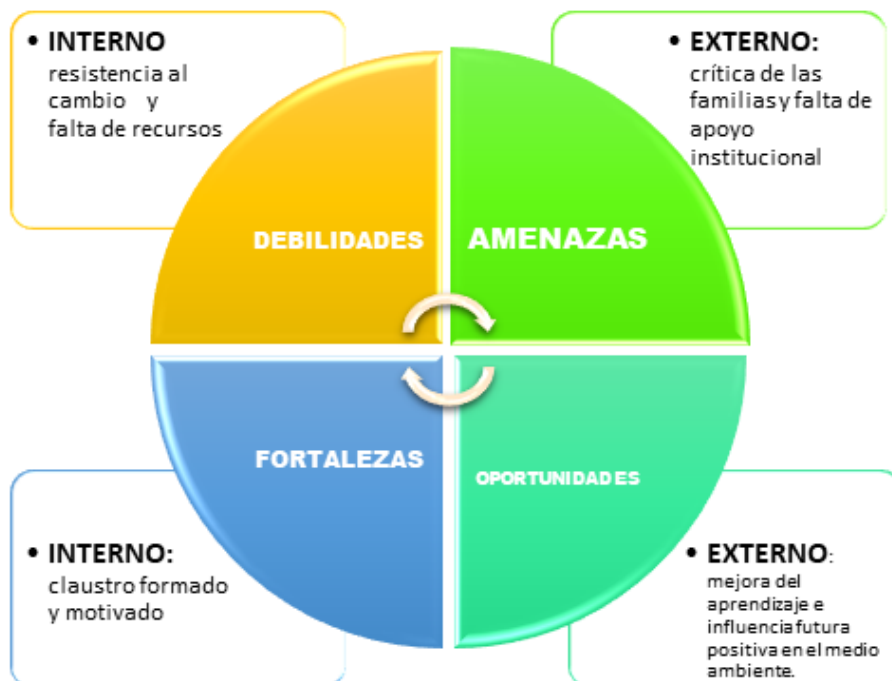 • INTERNO
resistencia al
cambio y
falta de recursos
• EXTERNO:
crítica de las
familias y falta de
apoyo
institucional
DEBILIDADES
AMENAZAS
FORTALEZAS
OPORTUNIDADES
• INTERNO:
claustro formado
y motivado
• EXTERNO:
mejora del
aprendizaje e
influencia futura
positiva en el medio
ambiente.